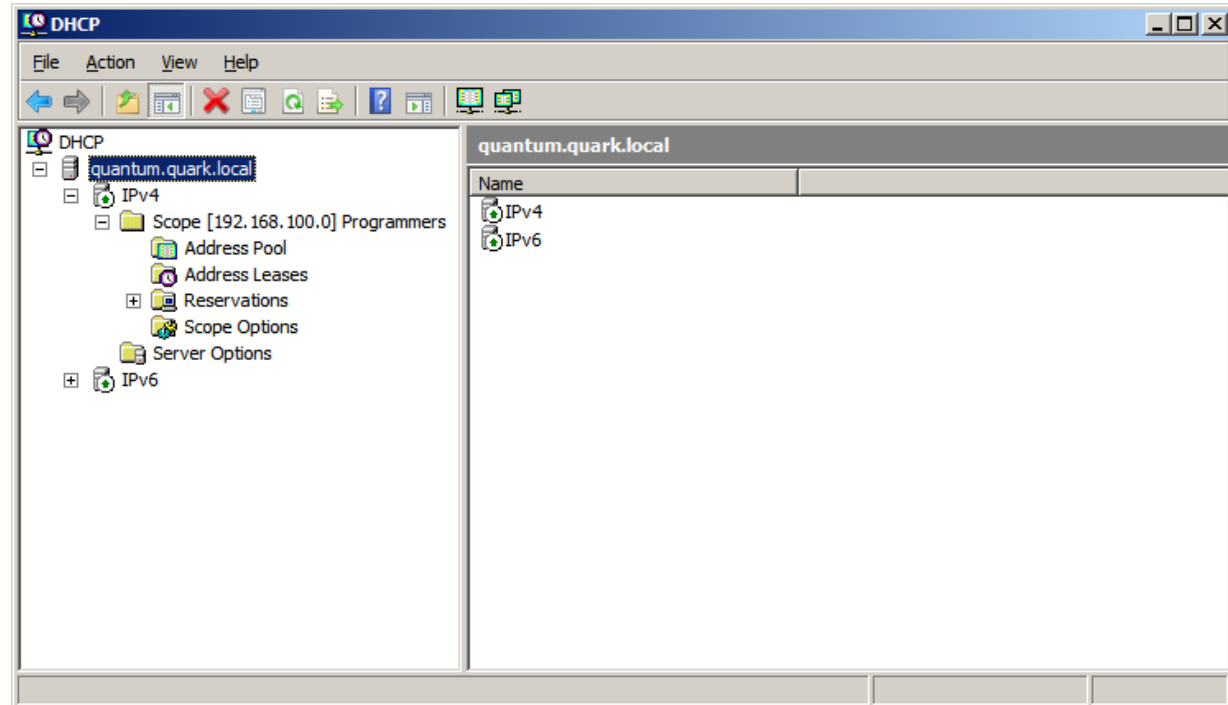 DHCP
File Action View Help
DHCP
quantum.quark.local
IPv4
Scope [192.168.100.0] Programmers
Address Pool
Address Leases
Reservations
Scope Options
Server Options
IPv6
quantum.quark.local
Name
IPv4
IPv6